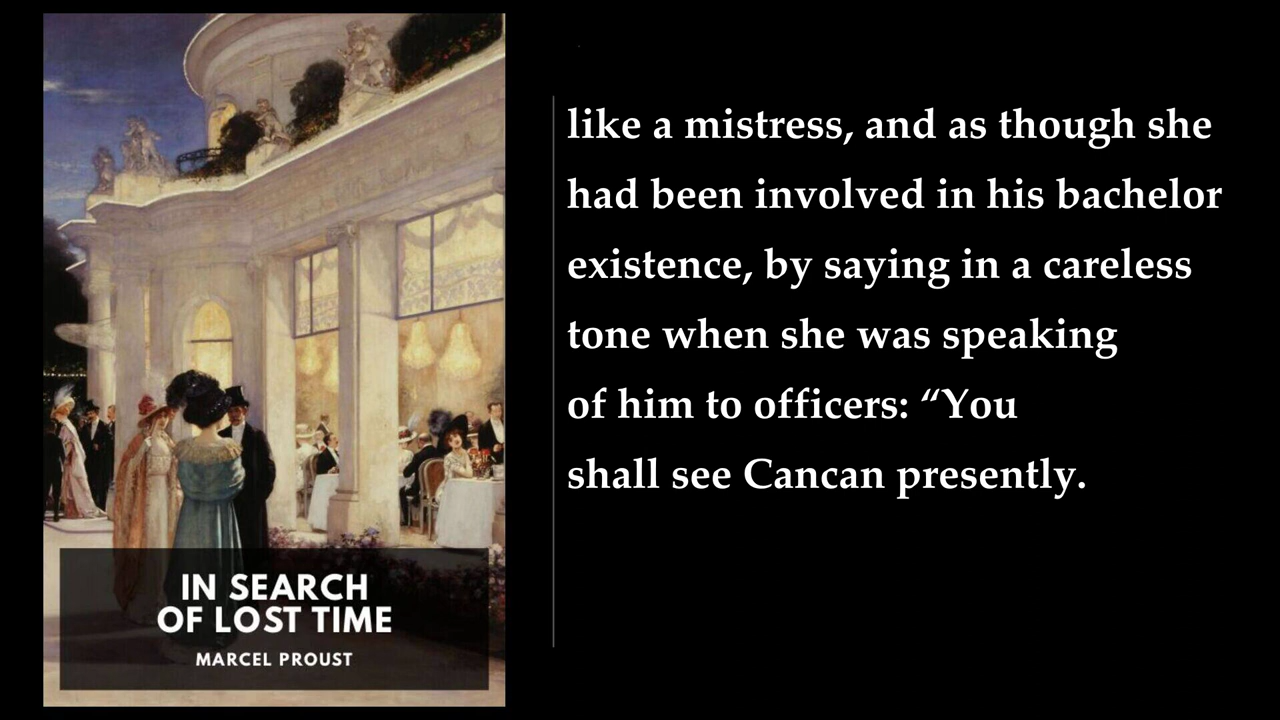 like a mistress, and as though she
had been involved in his bachelor
existence, by saying in a careless
tone when she was speaking
of him to officers: “You
shall see Cancan presently.
IN SEARCH
OF LOST TIME
MARCEL PROUST